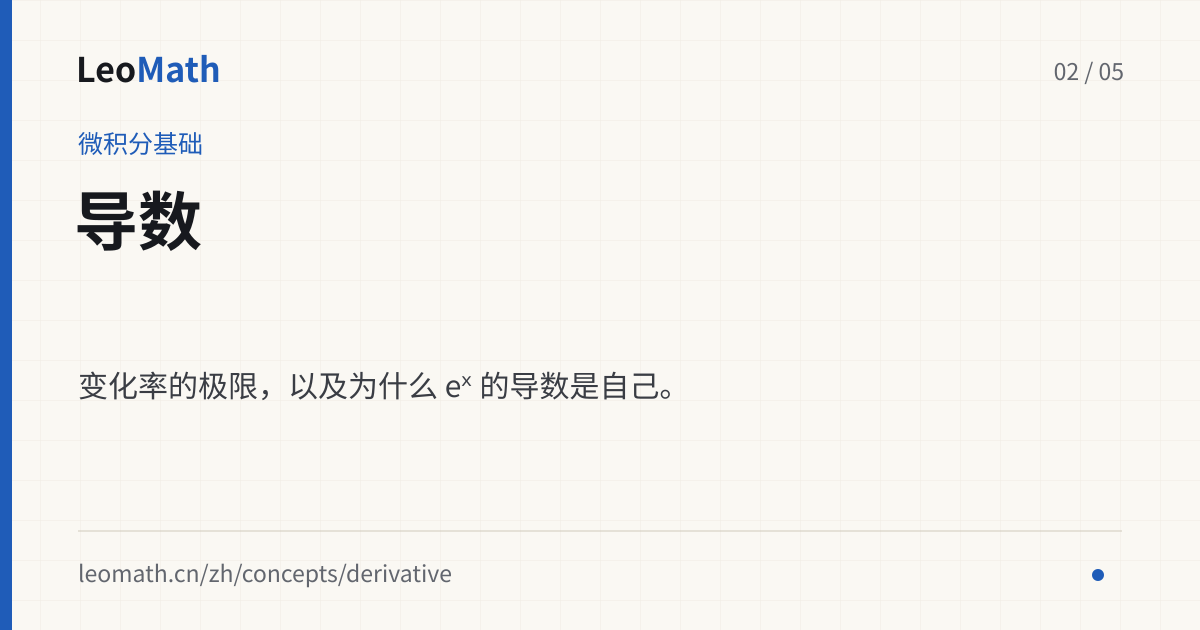 LeoMath
02 / 05
微积分基础
导数
变化率的极限，以及为什么 eˣ 的导数是自己。
leomath.cn/zh/concepts/derivative